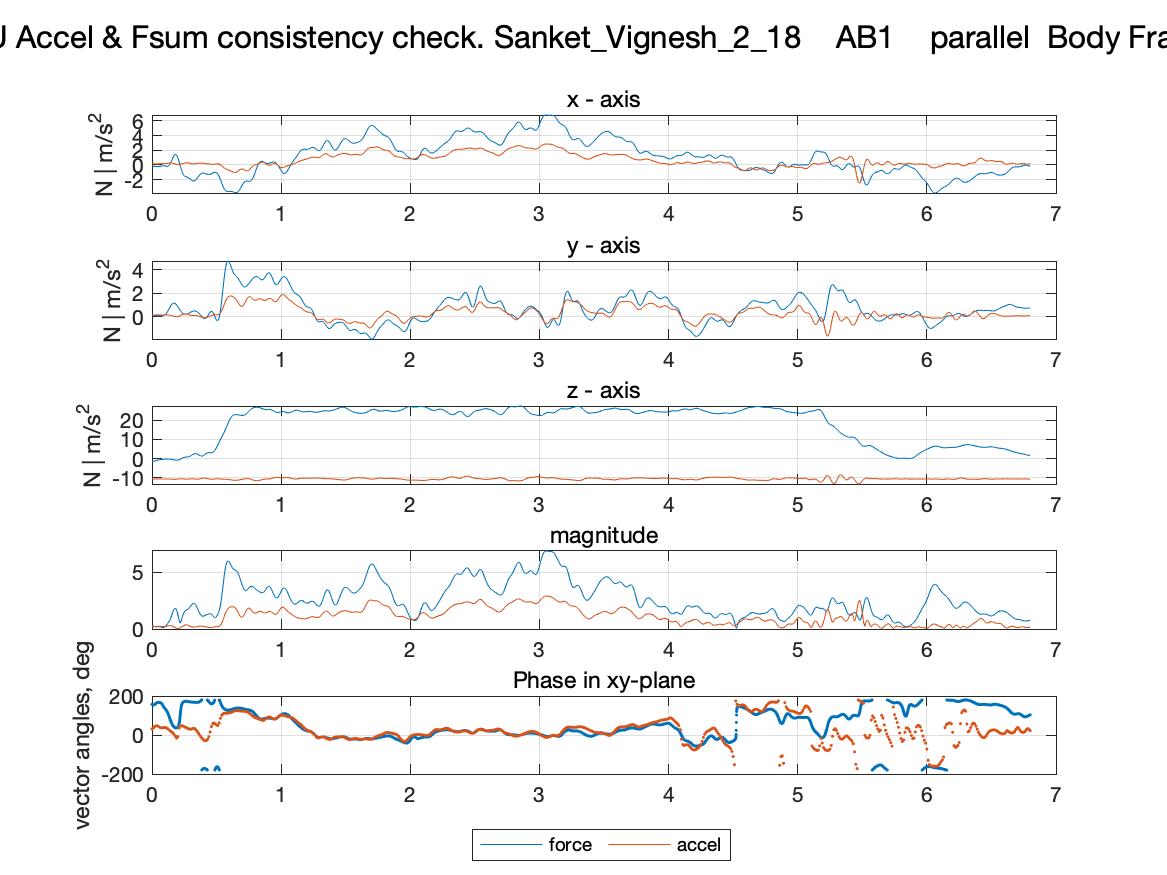 J Accel & Fsum consistency check. Sanket_Vignesh_2_18 AB1 parallel Body Fra
x - axis
N | m/s²
6
4
2
0
-2
0 1 2 3 4 5 6 7
y - axis
N | m/s²
4
2
0
0 1 2 3 4 5 6 7
z - axis
N | m/s²
20
10
0
-10
0 1 2 3 4 5 6 7
magnitude
5
0
0 1 2 3 4 5 6 7
Phase in xy-plane
vector angles, deg
200
0
-200
0 1 2 3 4 5 6 7
force accel